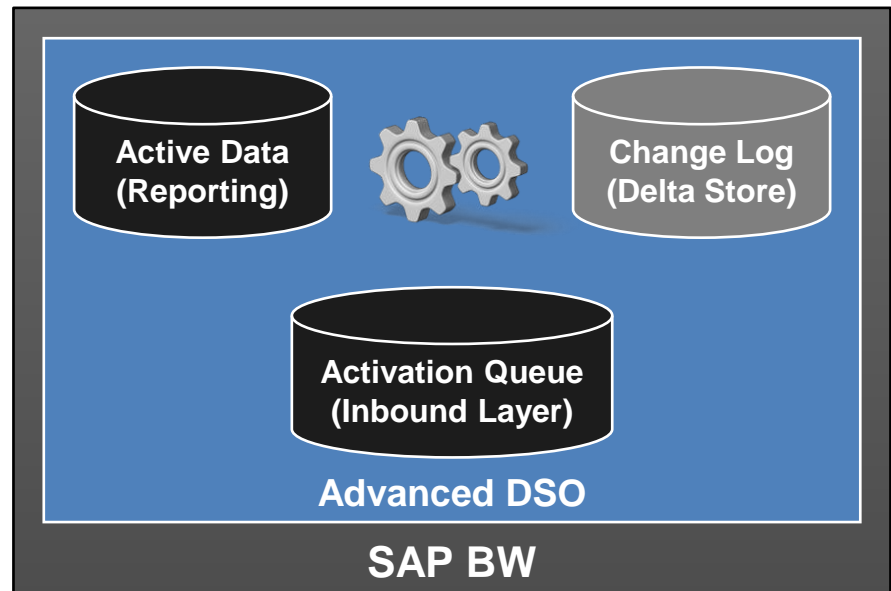 Active Data
(Reporting)
Change Log
(Delta Store)
Activation Queue
(Inbound Layer)
Advanced DSO
SAP BW